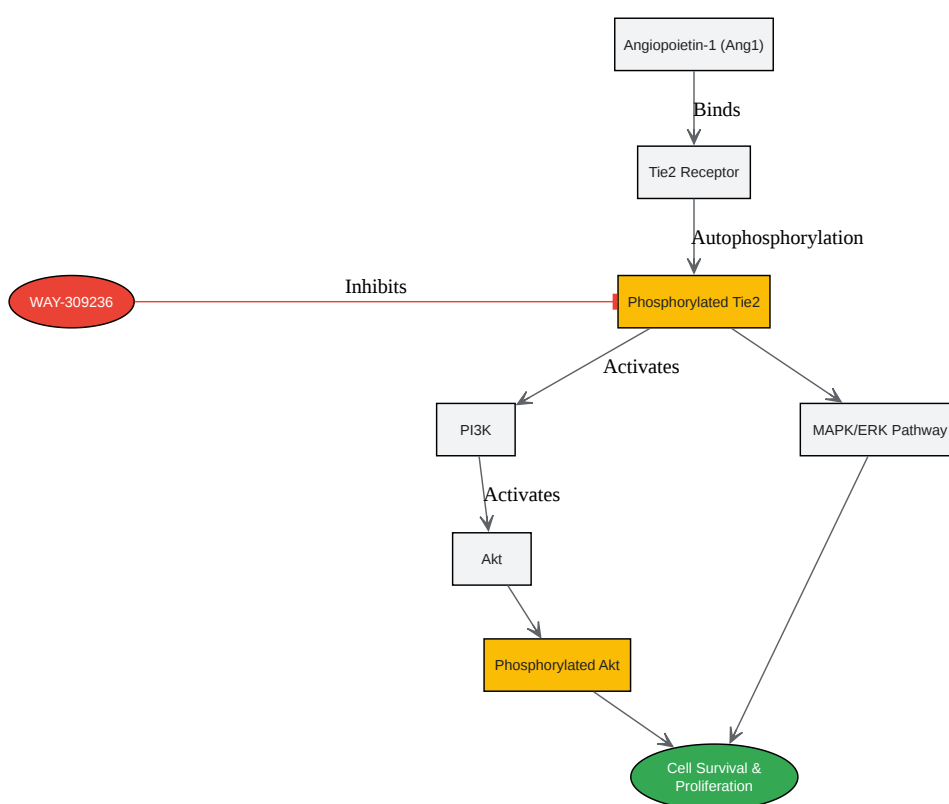 Angiopoietin-1 (Ang1)
Binds
Tie2 Receptor
Autophosphorylation
Inhibits
WAY-309236
Phosphorylated Tie2
Activates
PI3K
MAPK/ERK Pathway
Activates
Akt
Phosphorylated Akt
Cell Survival &
Proliferation